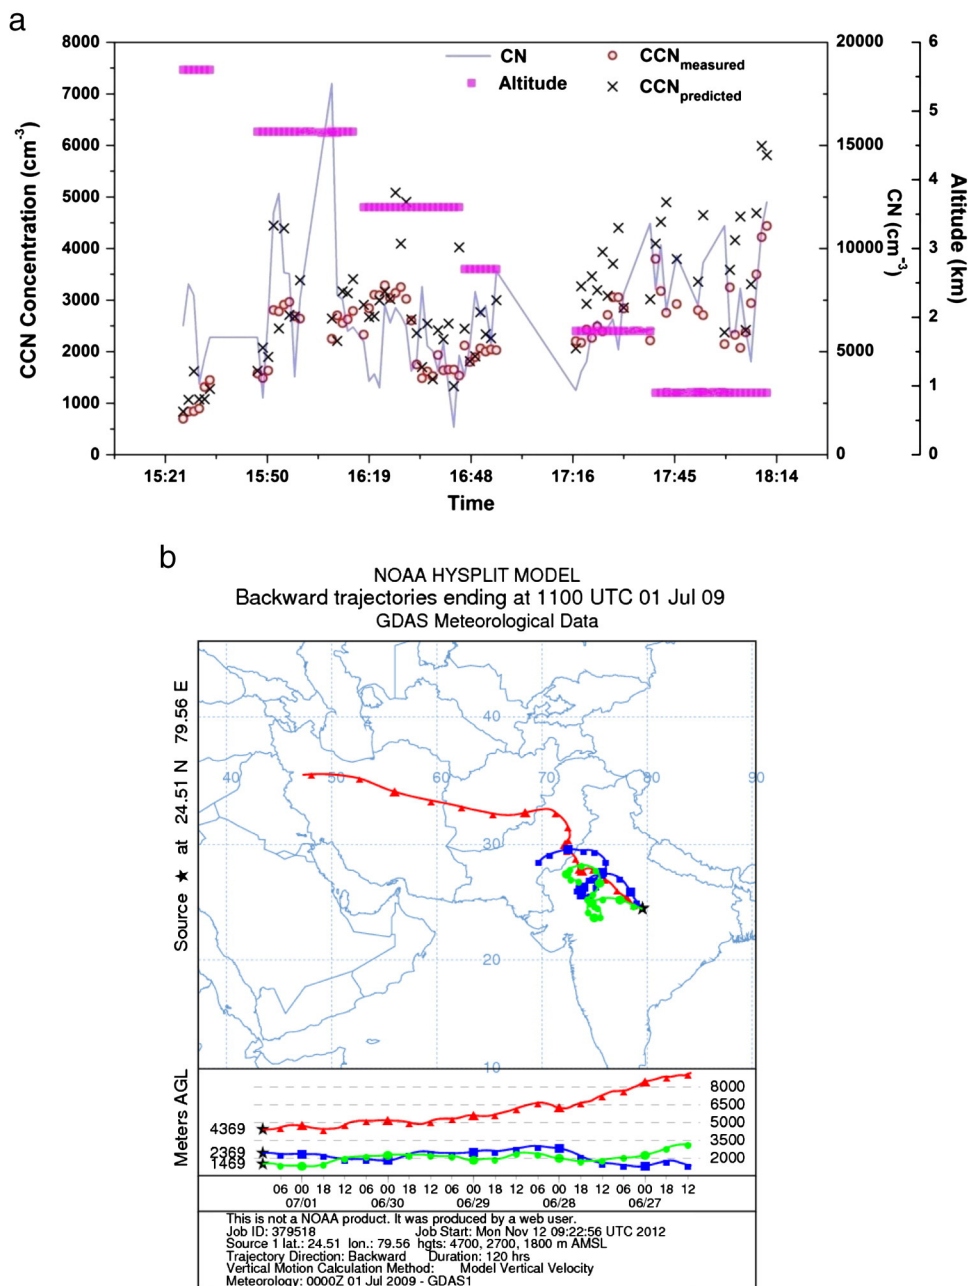 a
CN
CCNmeasured
Altitude
CCNpredicted
8000
7000
6000
5000
4000
3000
2000
1000
0
CCN Concentration (cm-3)
20000
15000
10000
5000
0
CN (cm-3)
6
5
4
3
2
1
0
Altitude (km)
15:21 15:50 16:19 16:48 17:16 17:45 18:14
Time
b
NOAA HYSPLIT MODEL
Backward trajectories ending at 1100 UTC 01 Jul 09
GDAS Meteorological Data
Source ★ at 24.51 N 79.56 E
40
40 50 60 70 80 90
30
20
10
Meters AGL
4369
2369
1469
8000
6500
5000
3500
2000
06 00 18 12 06 00 18 12 06 00 18 12 06 00 18 12 06 00 18 12
07/01 06/30 06/29 06/28 06/27
This is not a NOAA product. It was produced by a web user.
Job ID: 379518 Job Start: Mon Nov 12 09:22:56 UTC 2012
Source 1 lat.: 24.51 lon.: 79.56 hgts: 4700, 2700, 1800 m AMSL
Trajectory Direction: Backward Duration: 120 hrs
Vertical Motion Calculation Method: Model Vertical Velocity
Meteorology: 0000Z 01 Jul 2009 - GDAS1